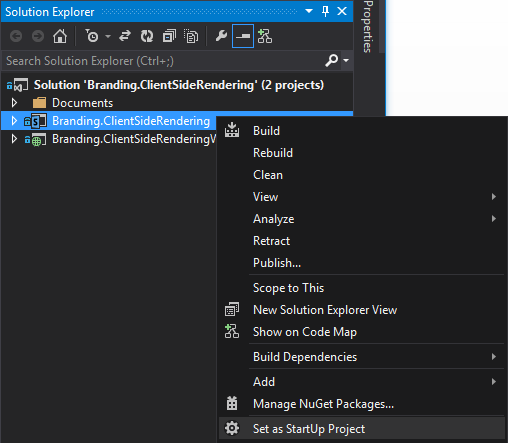 Solution Explorer
Properties
Search Solution Explorer (Ctrl+;)
Solution 'Branding.ClientSideRendering' (2 projects)
Documents
Branding.ClientSideRendering
Branding.ClientSideRenderingW
Build
Rebuild
Clean
View
Analyze
Retract
Publish...
Scope to This
New Solution Explorer View
Show on Code Map
Build Dependencies
Add
Manage NuGet Packages...
Set as StartUp Project